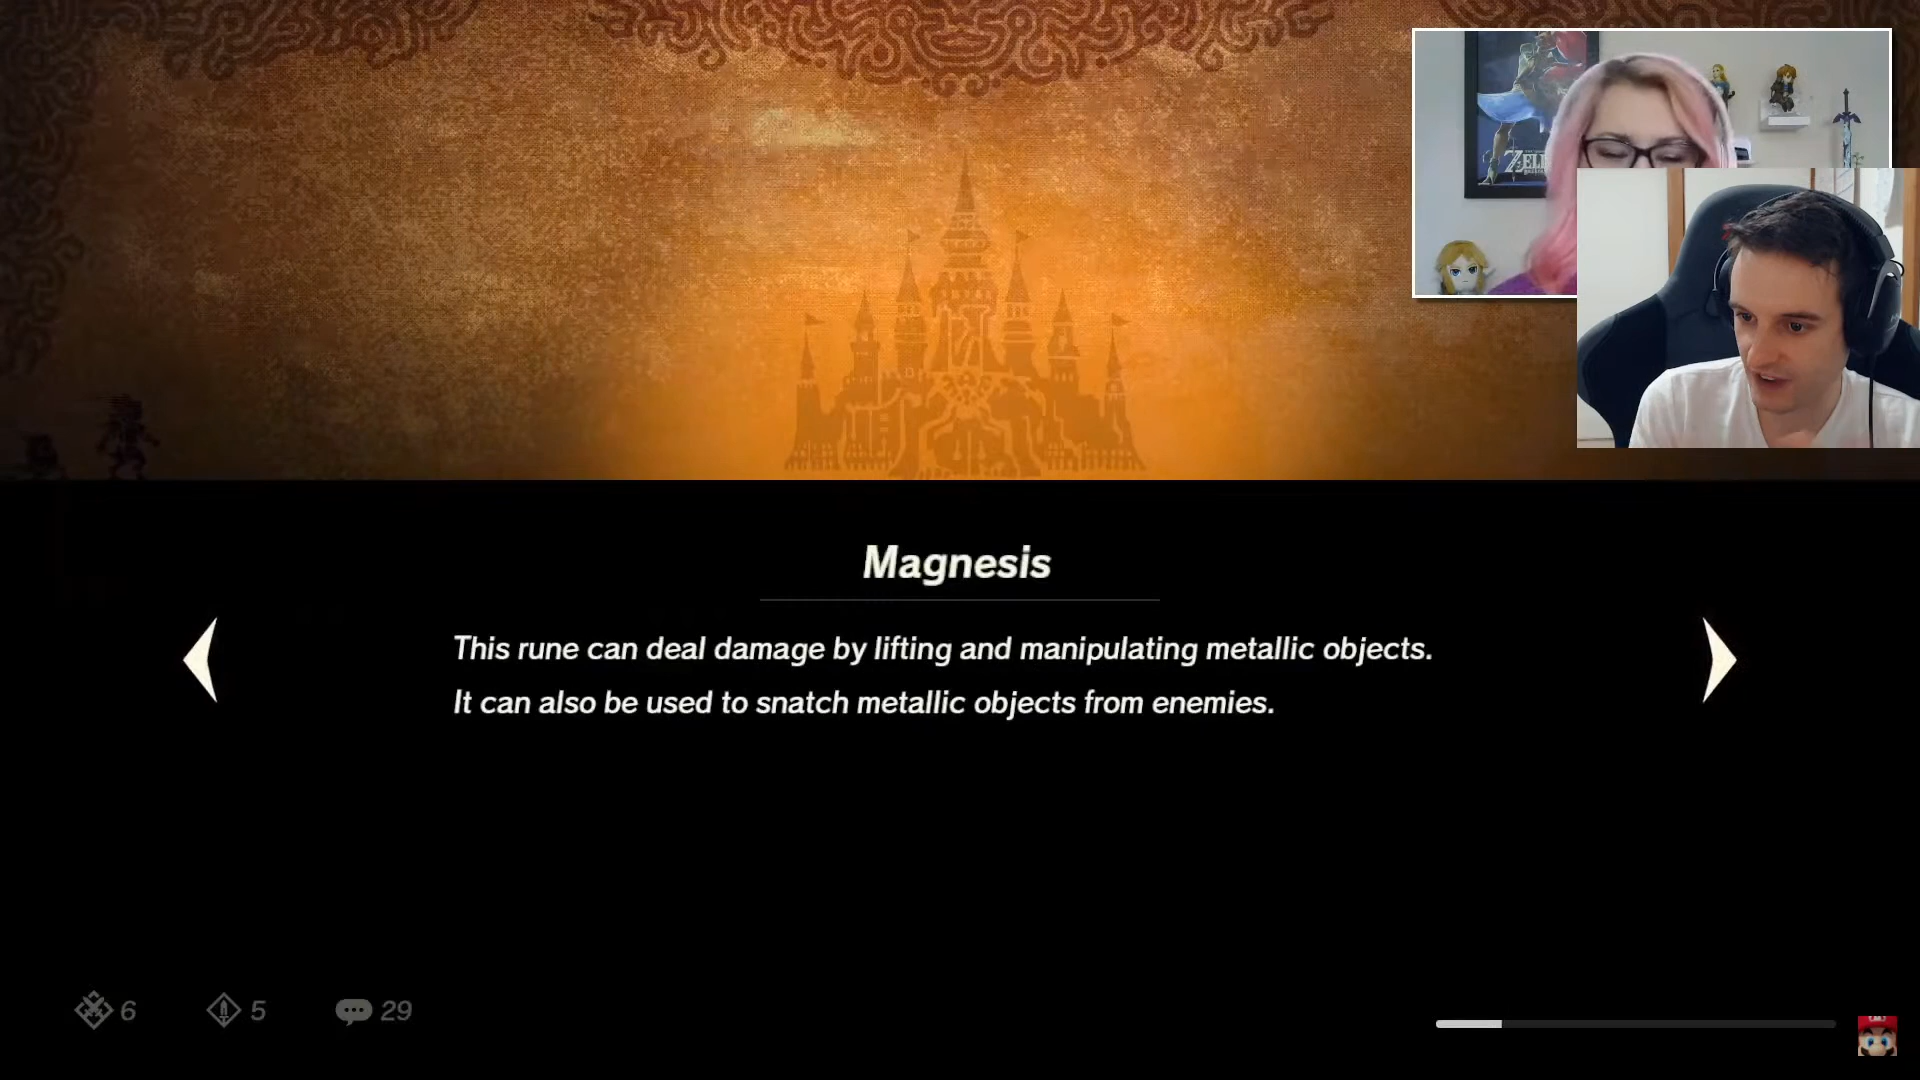 Magnesis
This rune can deal damage by lifting and manipulating metallic objects.
It can also be used to snatch metallic objects from enemies.
6
5
29